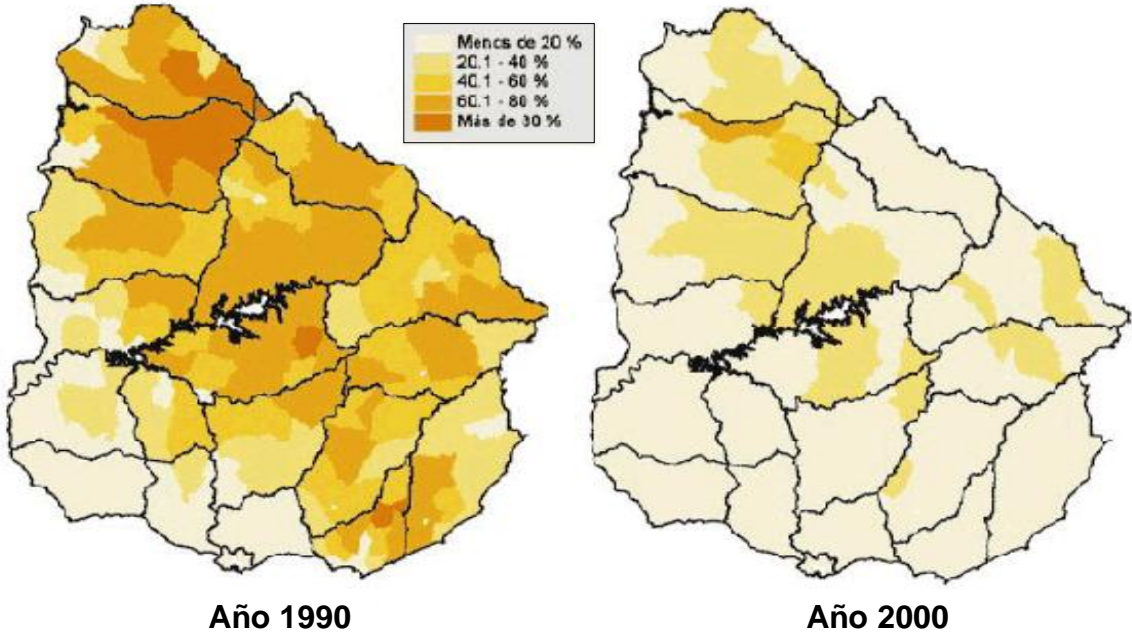 Menos de 20 %
20.1 - 40 %
40.1 - 60 %
60.1 - 80 %
Más de 30 %
Año 1990
Año 2000